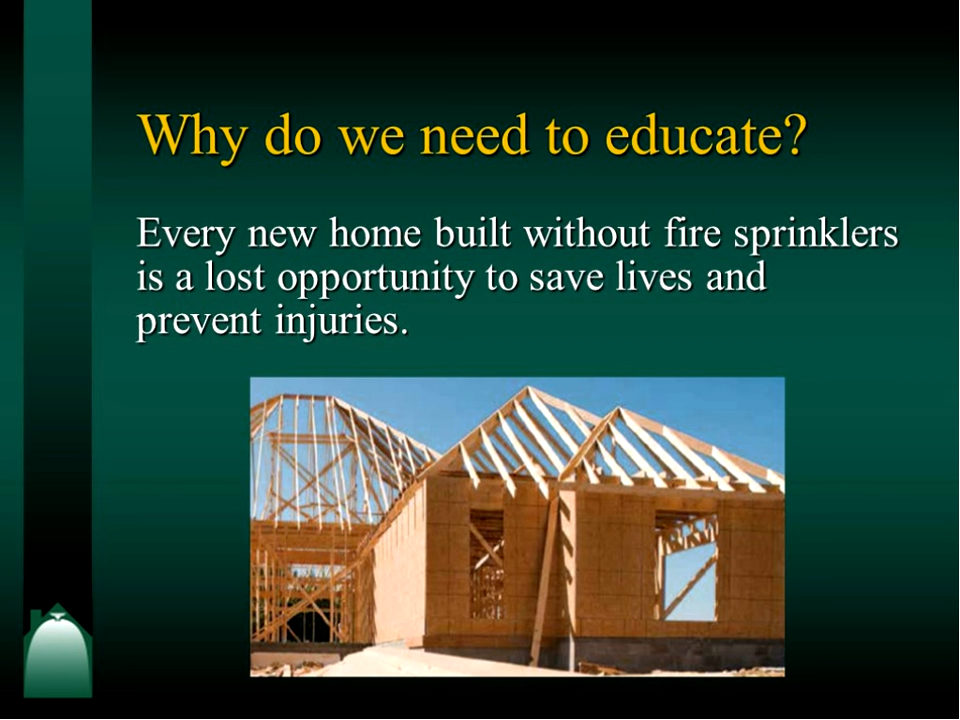 Why do we need to educate?
Every new home built without fire sprinklers
is a lost opportunity to save lives and
prevent injuries.